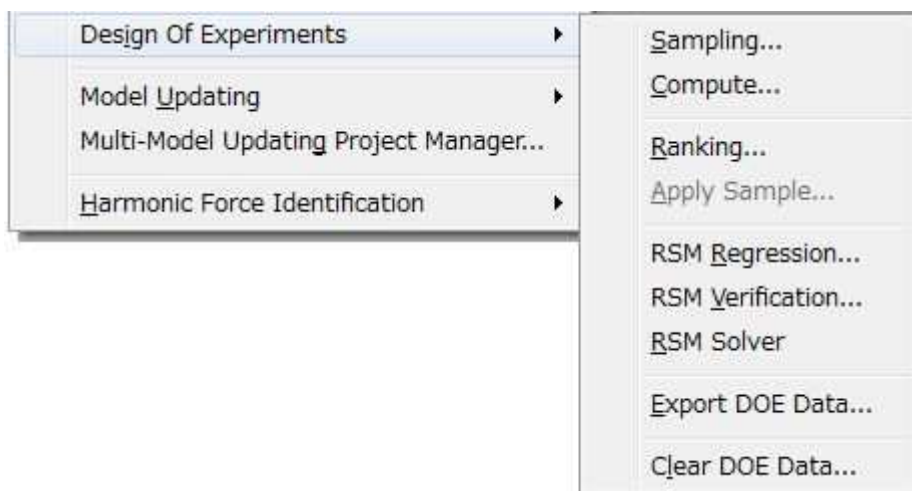 Design Of Experiments
Model Updating
Multi-Model Updating Project Manager...
Harmonic Force Identification
Sampling...
Compute...
Ranking...
Apply Sample...
RSM Regression...
RSM Verification...
RSM Solver
Export DOE Data...
Clear DOE Data...